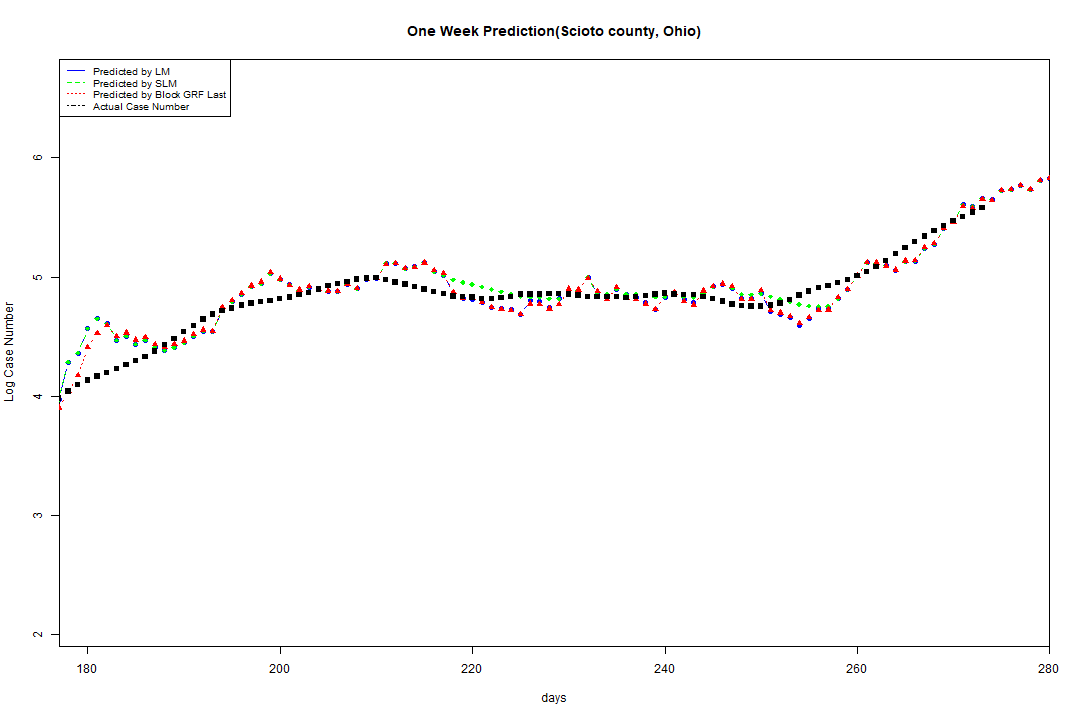 One Week Prediction(Scioto county, Ohio)
Predicted by LM
Predicted by SLM
Predicted by Block GRF Last
Actual Case Number
6
5
4
3
2
Log Case Number
180 200 220 240 260 280
days